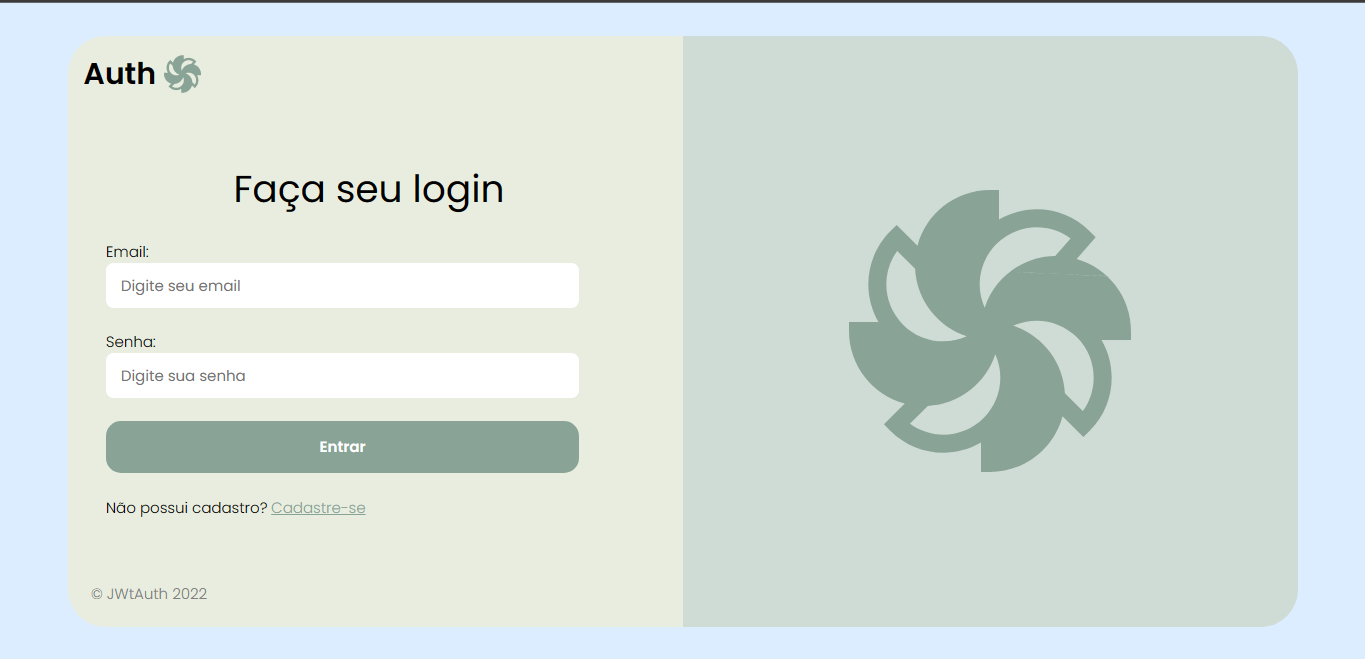 Auth
Faça seu login
Email:
Digite seu email
Senha:
Digite sua senha
Entrar
Não possui cadastro? Cadastre-se
© JWtAuth 2022